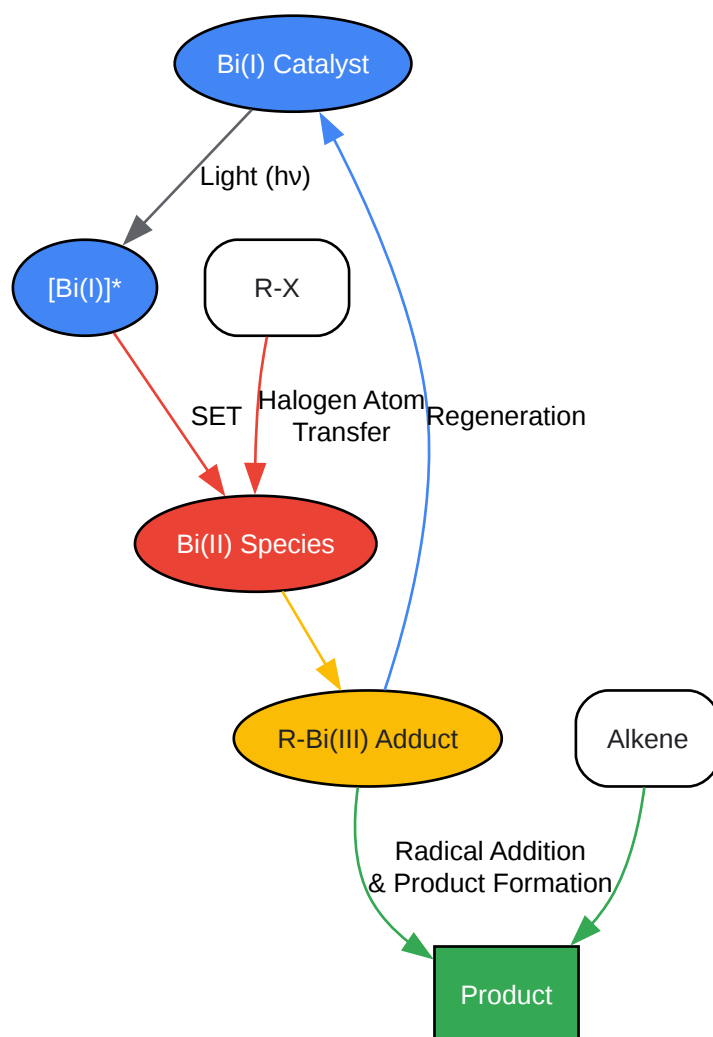 Bi(I) Catalyst
Light (hν)
[Bi(I)]*
R-X
SET
Halogen Atom
Transfer
Regeneration
Bi(II) Species
R-Bi(III) Adduct
Alkene
Radical Addition
& Product Formation
Product